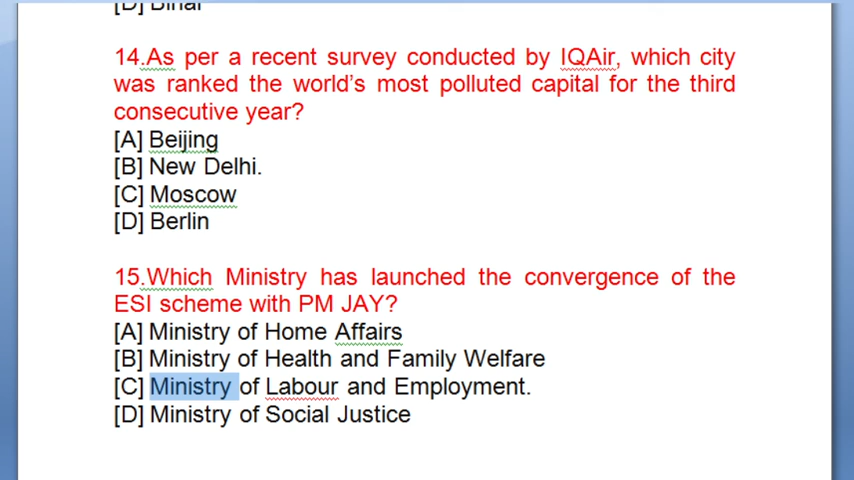 [D] Bihar
14.As per a recent survey conducted by IQAir, which city
was ranked the world's most polluted capital for the third
consecutive year?
[A] Beijing
[B] New Delhi.
[C] Moscow
[D] Berlin
15.Which Ministry has launched the convergence of the
ESI scheme with PM JAY?
[A] Ministry of Home Affairs
[B] Ministry of Health and Family Welfare
[C] Ministry of Labour and Employment.
[D] Ministry of Social Justice